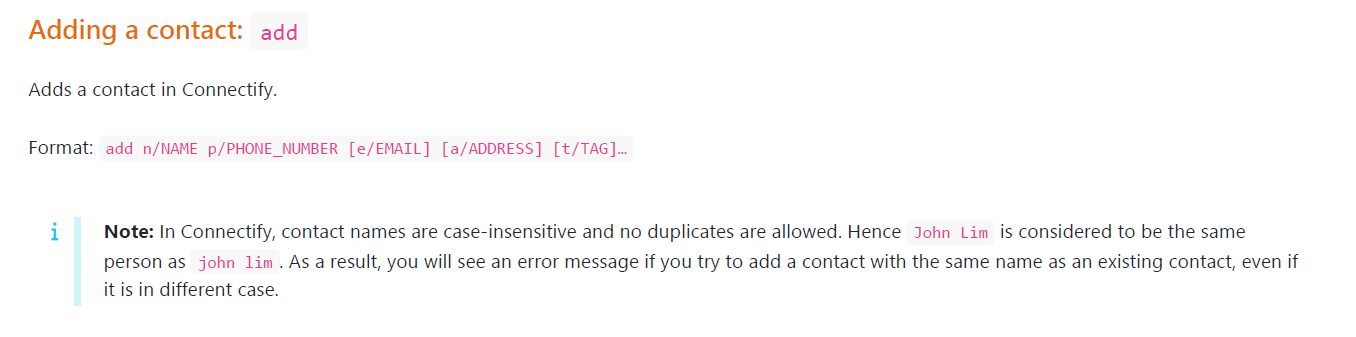 Adding a contact: add
Adds a contact in Connectify.
Format: add n/NAME p/PHONE_NUMBER [e/EMAIL] [a/ADDRESS] [t/TAG]…
i Note: In Connectify, contact names are case-insensitive and no duplicates are allowed. Hence John Lim is considered to be the same
person as john lim . As a result, you will see an error message if you try to add a contact with the same name as an existing contact, even if
it is in different case.